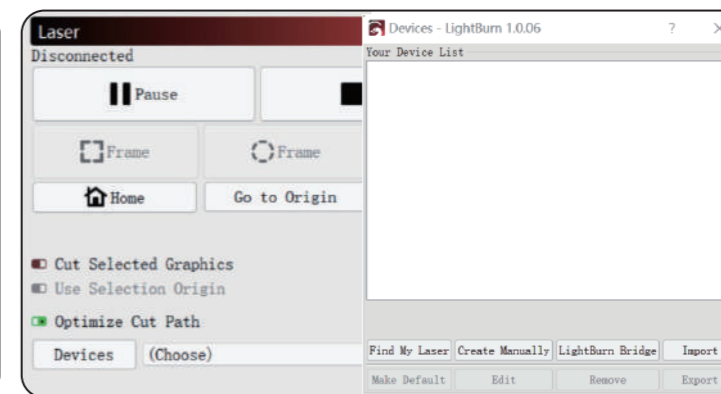 Laser
Disconnected
Pause
Frame
Frame
Home
Go to Origin
Cut Selected Graphics
Use Selection Origin
Optimize Cut Path
Devices
(Choose)
Devices - LightBurn 1.0.06
?
Your Device List
Find My Laser
Create Manually
LightBurn Bridge
Import
Make Default
Edit
Remove
Export